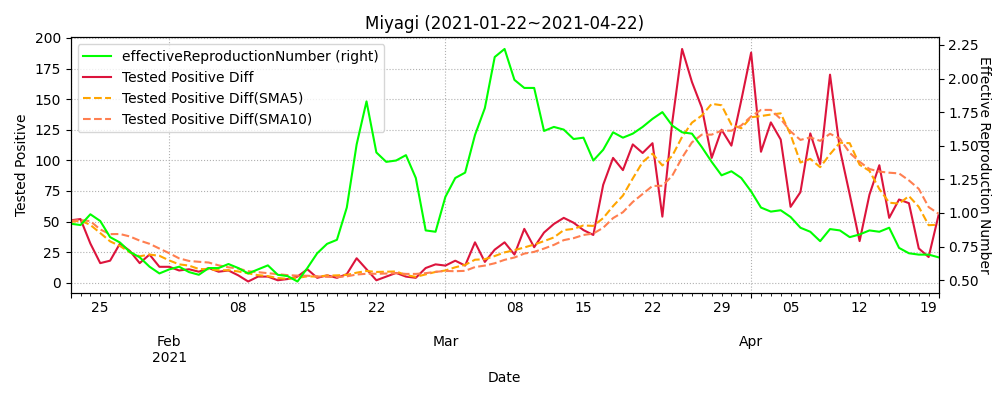 Miyagi (2021-01-22~2021-04-22)
effectiveReproductionNumber (right)
Tested Positive Diff
Tested Positive Diff(SMA5)
Tested Positive Diff(SMA10)
Tested Positive
200
175
150
125
100
75
50
25
0
2.25
2.00
1.75
1.50
1.25
1.00
0.75
0.50
Effective Reproduction Number
25 08 15 22 08 15 22 29 05 12 19
Feb Mar Apr
2021
Date